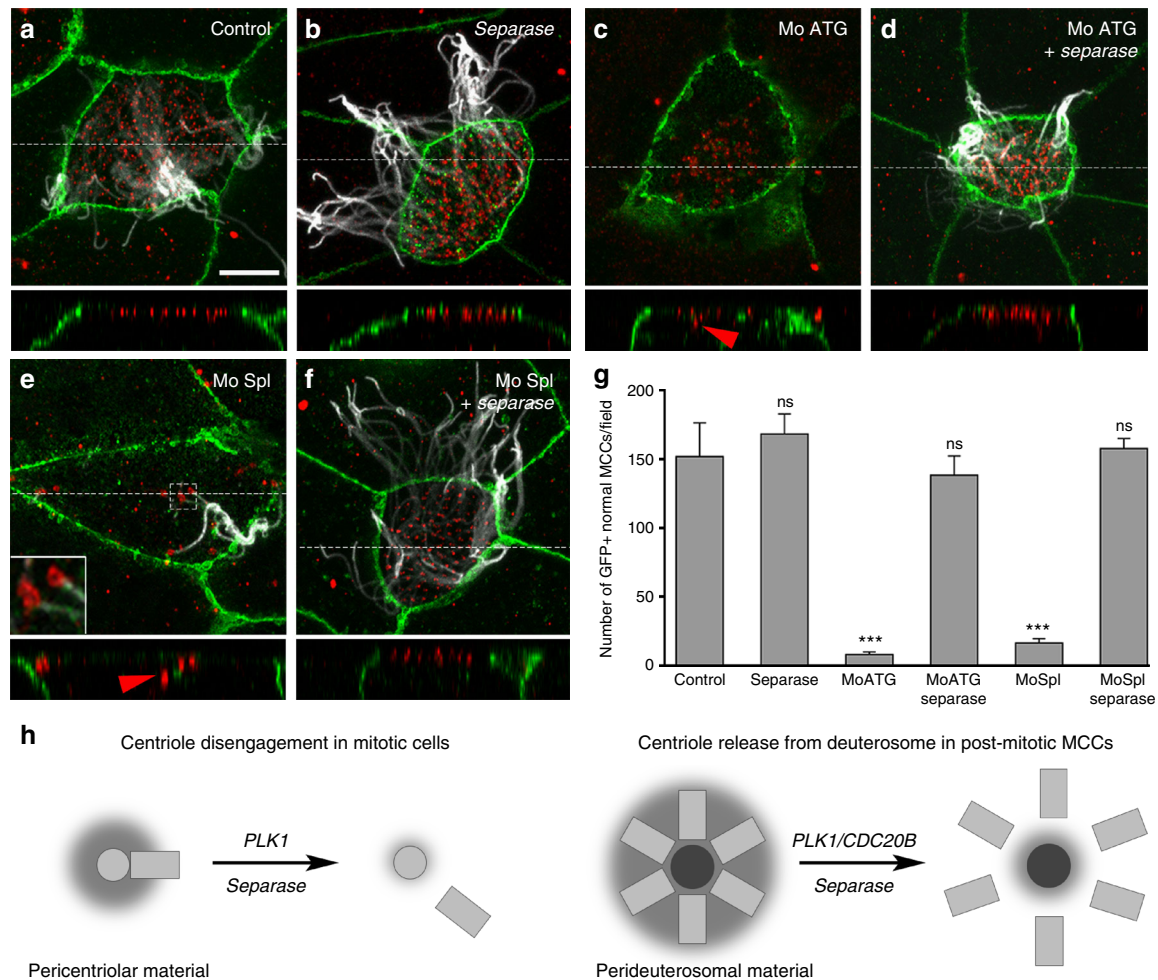 a Control
b Separase
c Mo ATG
d Mo ATG
+ separase
e Mo Spl
f Mo Spl
+ separase
g
Number of GFP+ normal MCCs/field
200
150
100
50
0
ns
***
ns
***
ns
Control
Separase
MoATG
MoATG
separase
MoSpl
MoSpl
separase
h
Centriole disengagement in mitotic cells
PLK1
Separase
Pericentriolar material
Centriole release from deuterosome in post-mitotic MCCs
PLK1/CDC20B
Separase
Perideuterosomal material